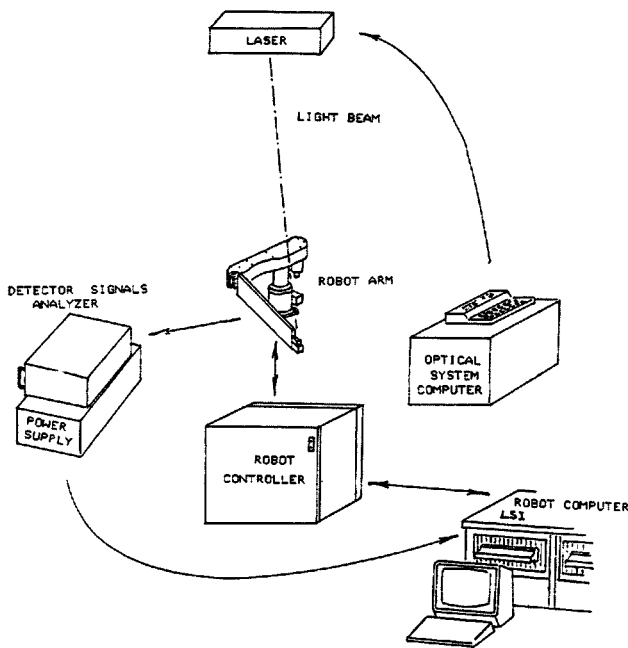 LASER
LIGHT BEAM
ROBOT ARM
DETECTOR SIGNALS
ANALYZER
OPTICAL
SYSTEM
COMPUTER
POWER
SUPPLY
ROBOT
CONTROLLER
ROBOT COMPUTER
LSI